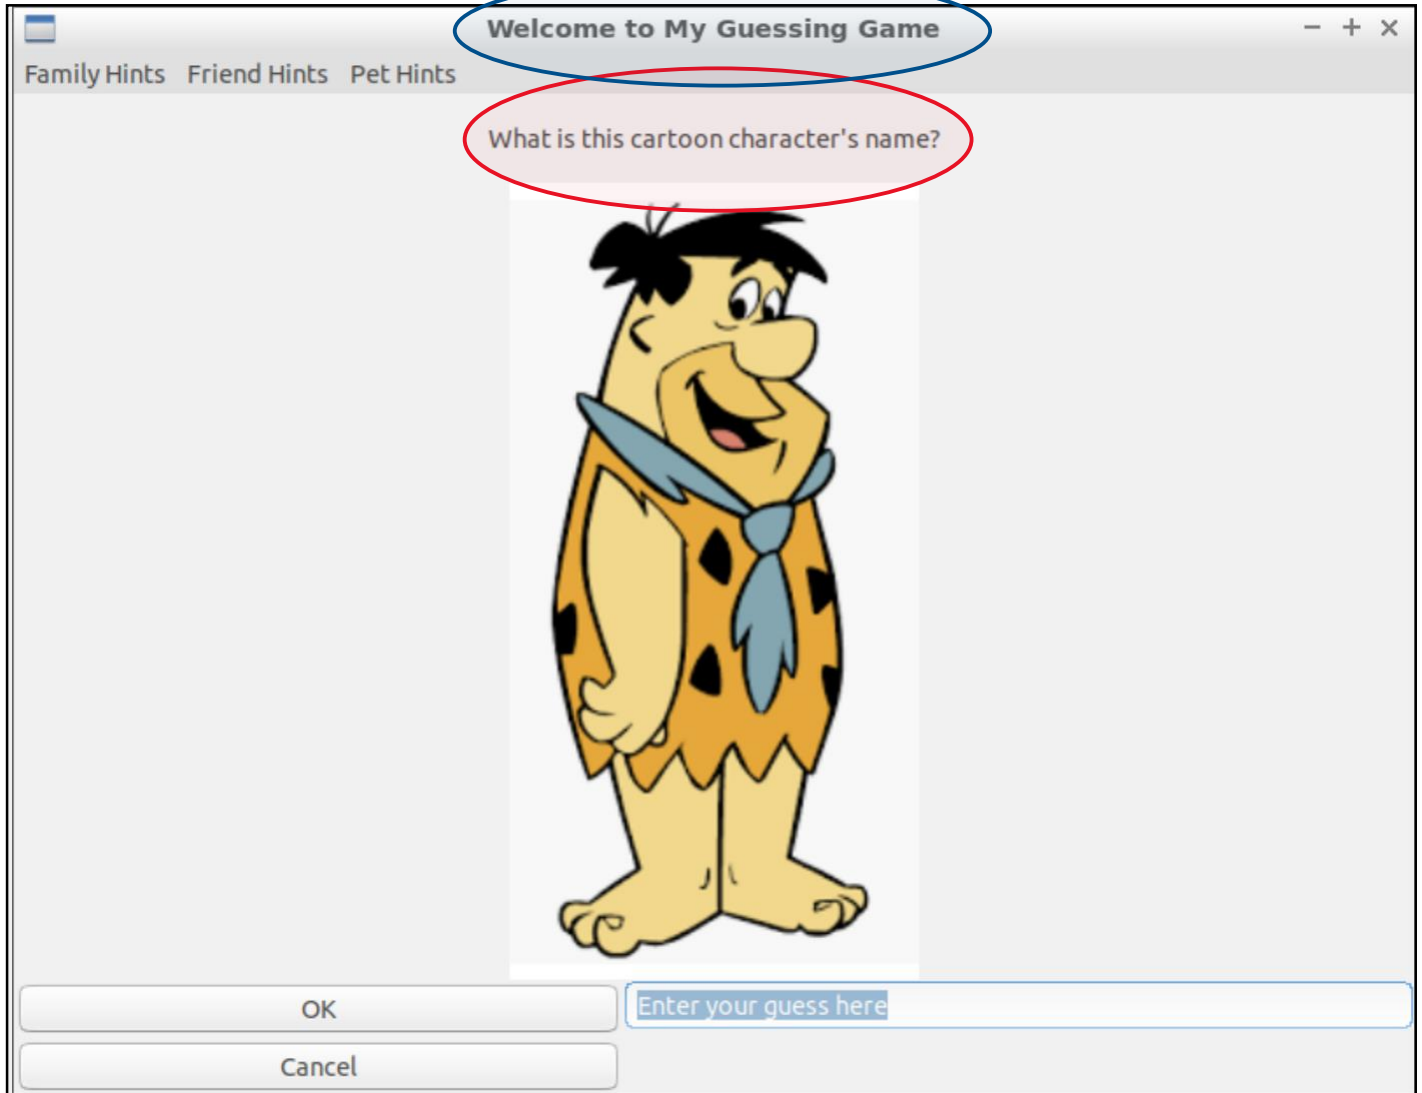 Welcome to My Guessing Game
Family Hints Friend Hints Pet Hints
What is this cartoon character's name?
OK
Enter your guess here
Cancel